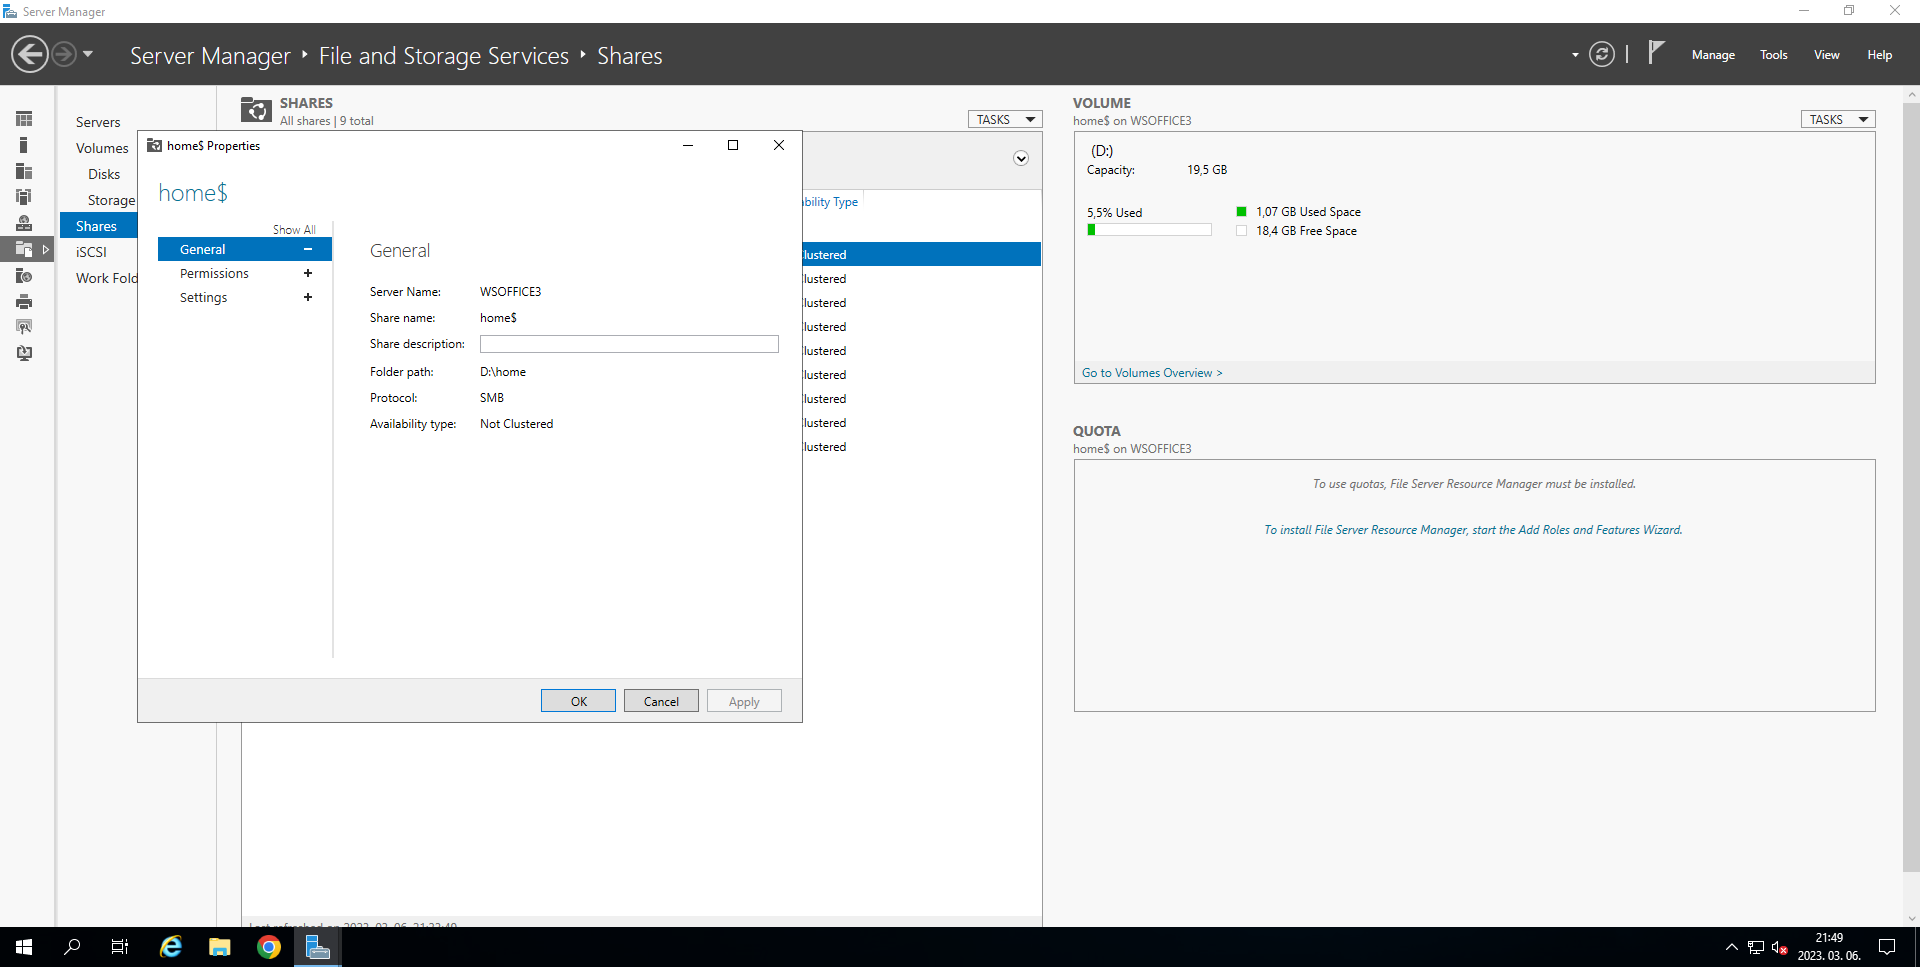 Server Manager
Server Manager ‣ File and Storage Services ‣ Shares
Manage
Tools
View
Help
Servers
Volumes
Disks
Storage
Shares
iSCSI
Work Fold
SHARES
All shares | 9 total
TASKS
bility Type
lustered
lustered
lustered
lustered
lustered
lustered
lustered
lustered
lustered
home$ Properties
home$
Show All
General
Permissions
Settings
General
Server Name: WSOFFICE3
Share name: home$
Share description:
Folder path: D:\home
Protocol: SMB
Availability type: Not Clustered
OK
Cancel
Apply
VOLUME
home$ on WSOFFICE3
TASKS
(D:)
Capacity: 19,5 GB
5,5% Used
1,07 GB Used Space
18,4 GB Free Space
Go to Volumes Overview >
QUOTA
home$ on WSOFFICE3
To use quotas, File Server Resource Manager must be installed.
To install File Server Resource Manager, start the Add Roles and Features Wizard.
21:49
2023. 03. 06.